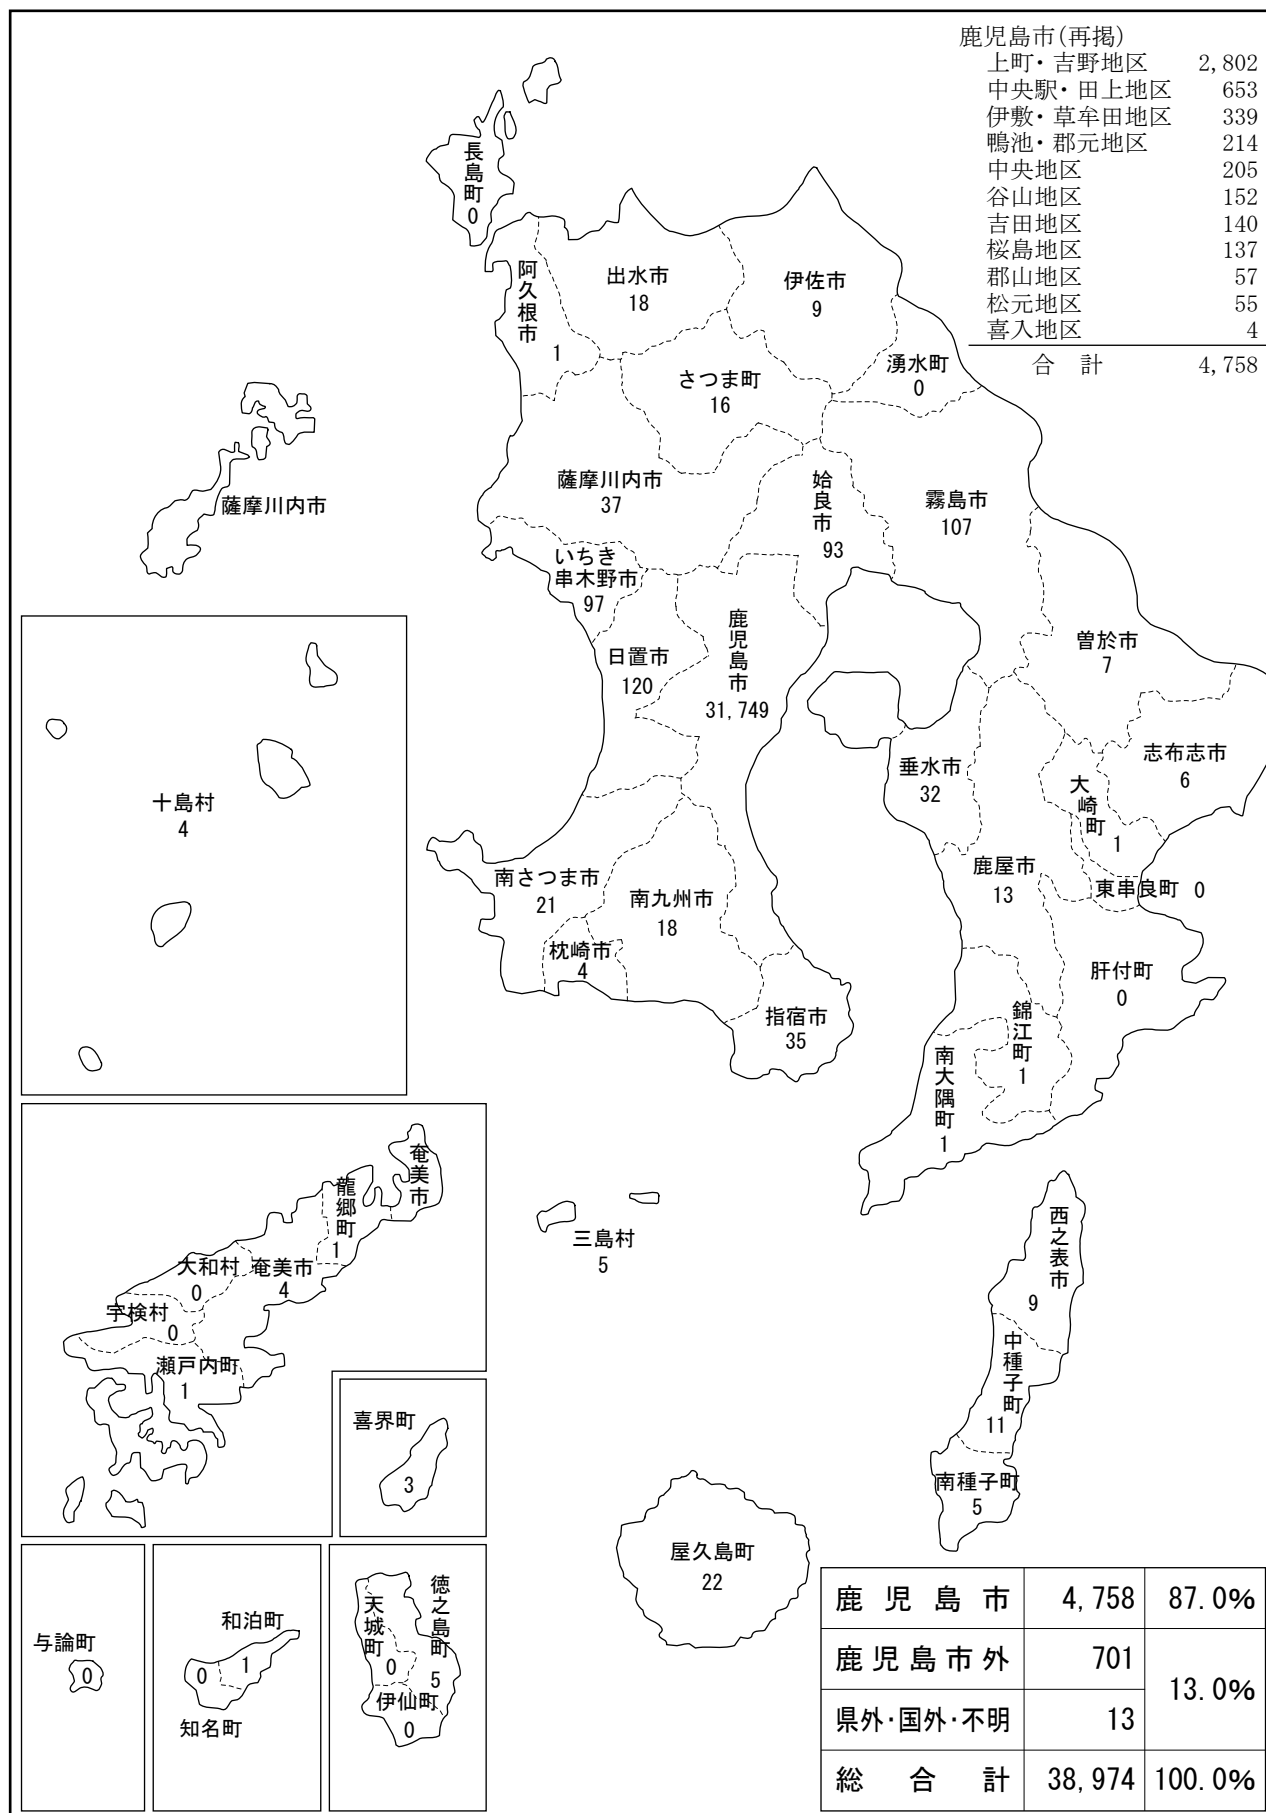 鹿児島市(再掲)
上町・吉野地区 2,802
中央駅・田上地区 653
伊敷・草牟田地区 339
鴨池・郡元地区 214
中央地区 205
谷山地区 152
吉田地区 140
桜島地区 137
郡山地区 57
松元地区 55
喜入地区 4
合 計 4,758
長島町
0
阿久根市
1
出水市
18
伊佐市
9
湧水町
0
さつま町
16
薩摩川内市
37
薩摩川内市
姶良市
93
霧島市
107
いちき
串木野市
97
日置市
120
鹿児島市
31,749
曽於市
7
志布志市
6
垂水市
32
大崎町
1
鹿屋市
13
東串良町 0
肝付町
0
錦江町
1
南大隅町
1
南さつま市
21
南九州市
18
枕崎市
4
指宿市
35
十島村
4
奄美市
龍郷町
1
大和村
0
奄美市
4
宇検村
0
瀬戸内町
1
三島村
5
西之表市
9
中種子町
11
南種子町
5
喜界町
3
屋久島町
22
与論町
0
和泊町
1
0
知名町
徳之島町
5
天城町
0
伊仙町
0
鹿児島市 4,758 87.0%
鹿児島市外 701
13.0%
県外・国外・不明 13
総合計 38,974 100.0%